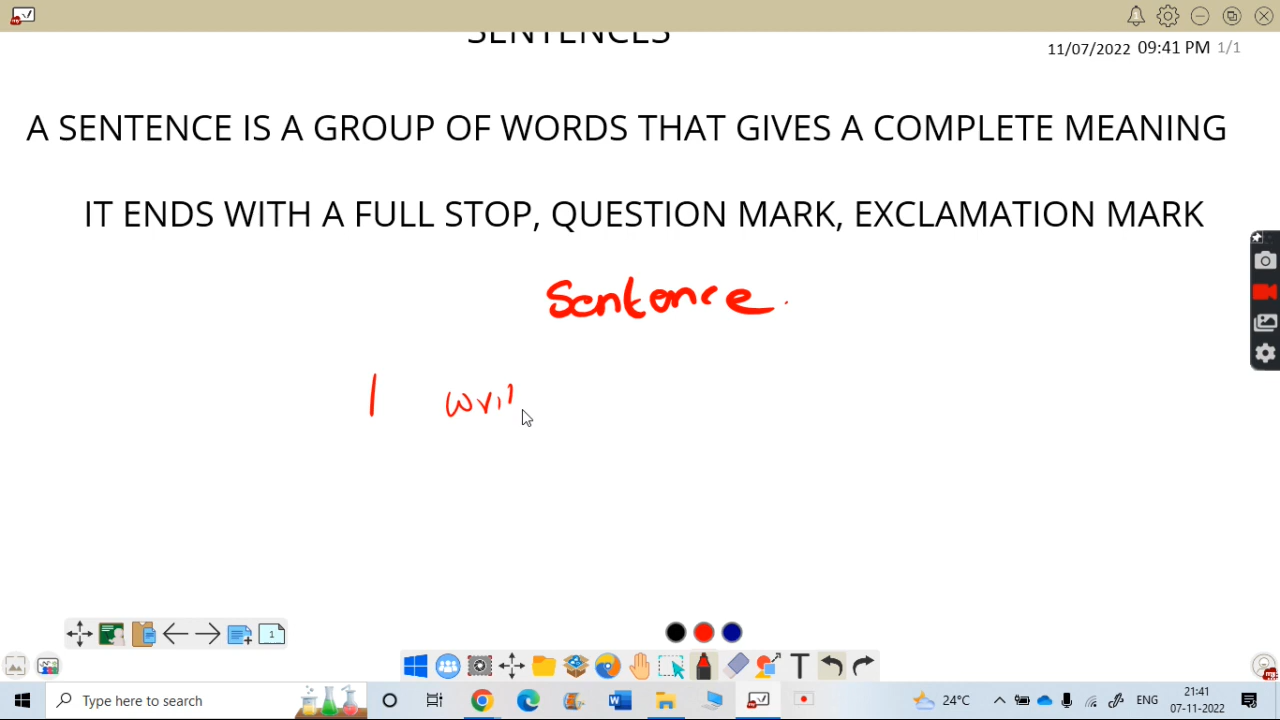 SENTENCES
11/07/2022 09:41 PM 1/1
A SENTENCE IS A GROUP OF WORDS THAT GIVES A COMPLETE MEANING
IT ENDS WITH A FULL STOP, QUESTION MARK, EXCLAMATION MARK
Sentence.
I writ
1
Type here to search
24°C
ENG
21:41
07-11-2022